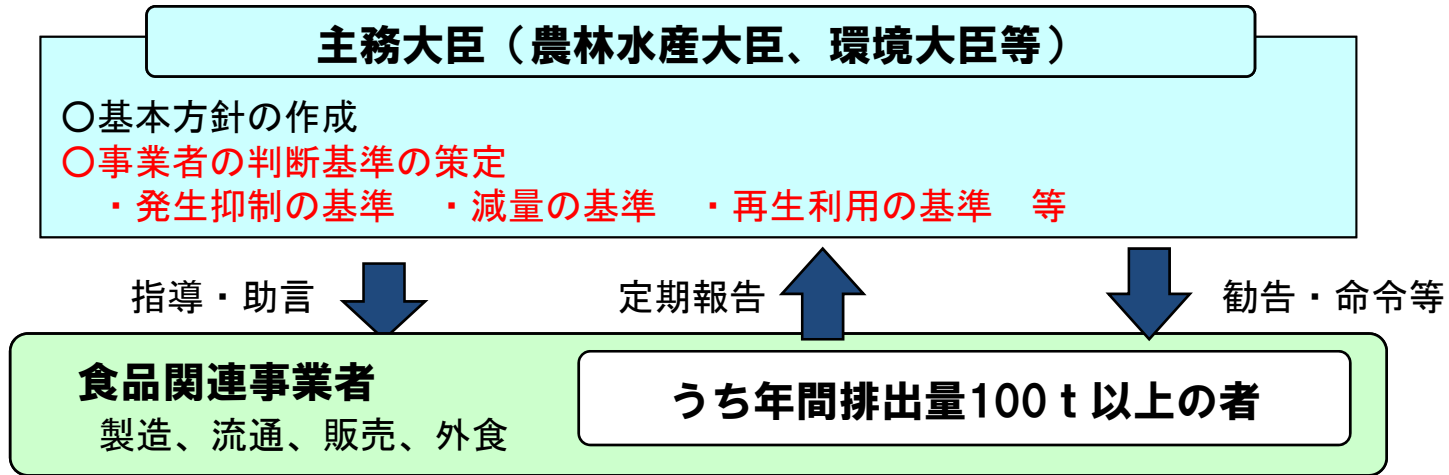 主務大臣（農林水産大臣、環境大臣等）
○基本方針の作成
○事業者の判断基準の策定
・発生抑制の基準　・減量の基準　・再生利用の基準　等
指導・助言
定期報告
勧告・命令等
食品関連事業者
製造、流通、販売、外食
うち年間排出量100ｔ以上の者